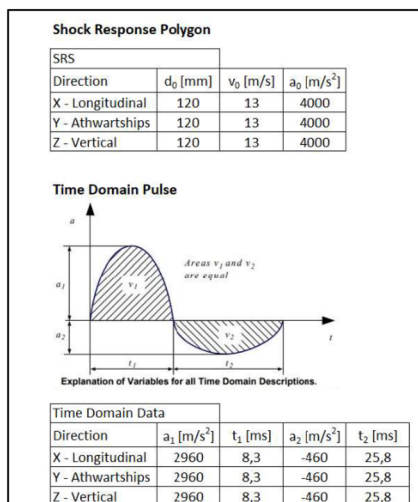 Shock Response Polygon
SRS
Direction d₀ [mm] v₀ [m/s] a₀ [m/s²]
X - Longitudinal 120 13 4000
Y - Athwartships 120 13 4000
Z - Vertical 120 13 4000
Time Domain Pulse
a
Areas v₁ and v₂
are equal
a₁
v₁
a₂
v₂
t
t₁ t₂
Explanation of Variables for all Time Domain Descriptions.
Time Domain Data
Direction a₁ [m/s²] t₁ [ms] a₂ [m/s²] t₂ [ms]
X - Longitudinal 2960 8,3 -460 25,8
Y - Athwartships 2960 8,3 -460 25,8
Z - Vertical 2960 8,3 -460 25,8